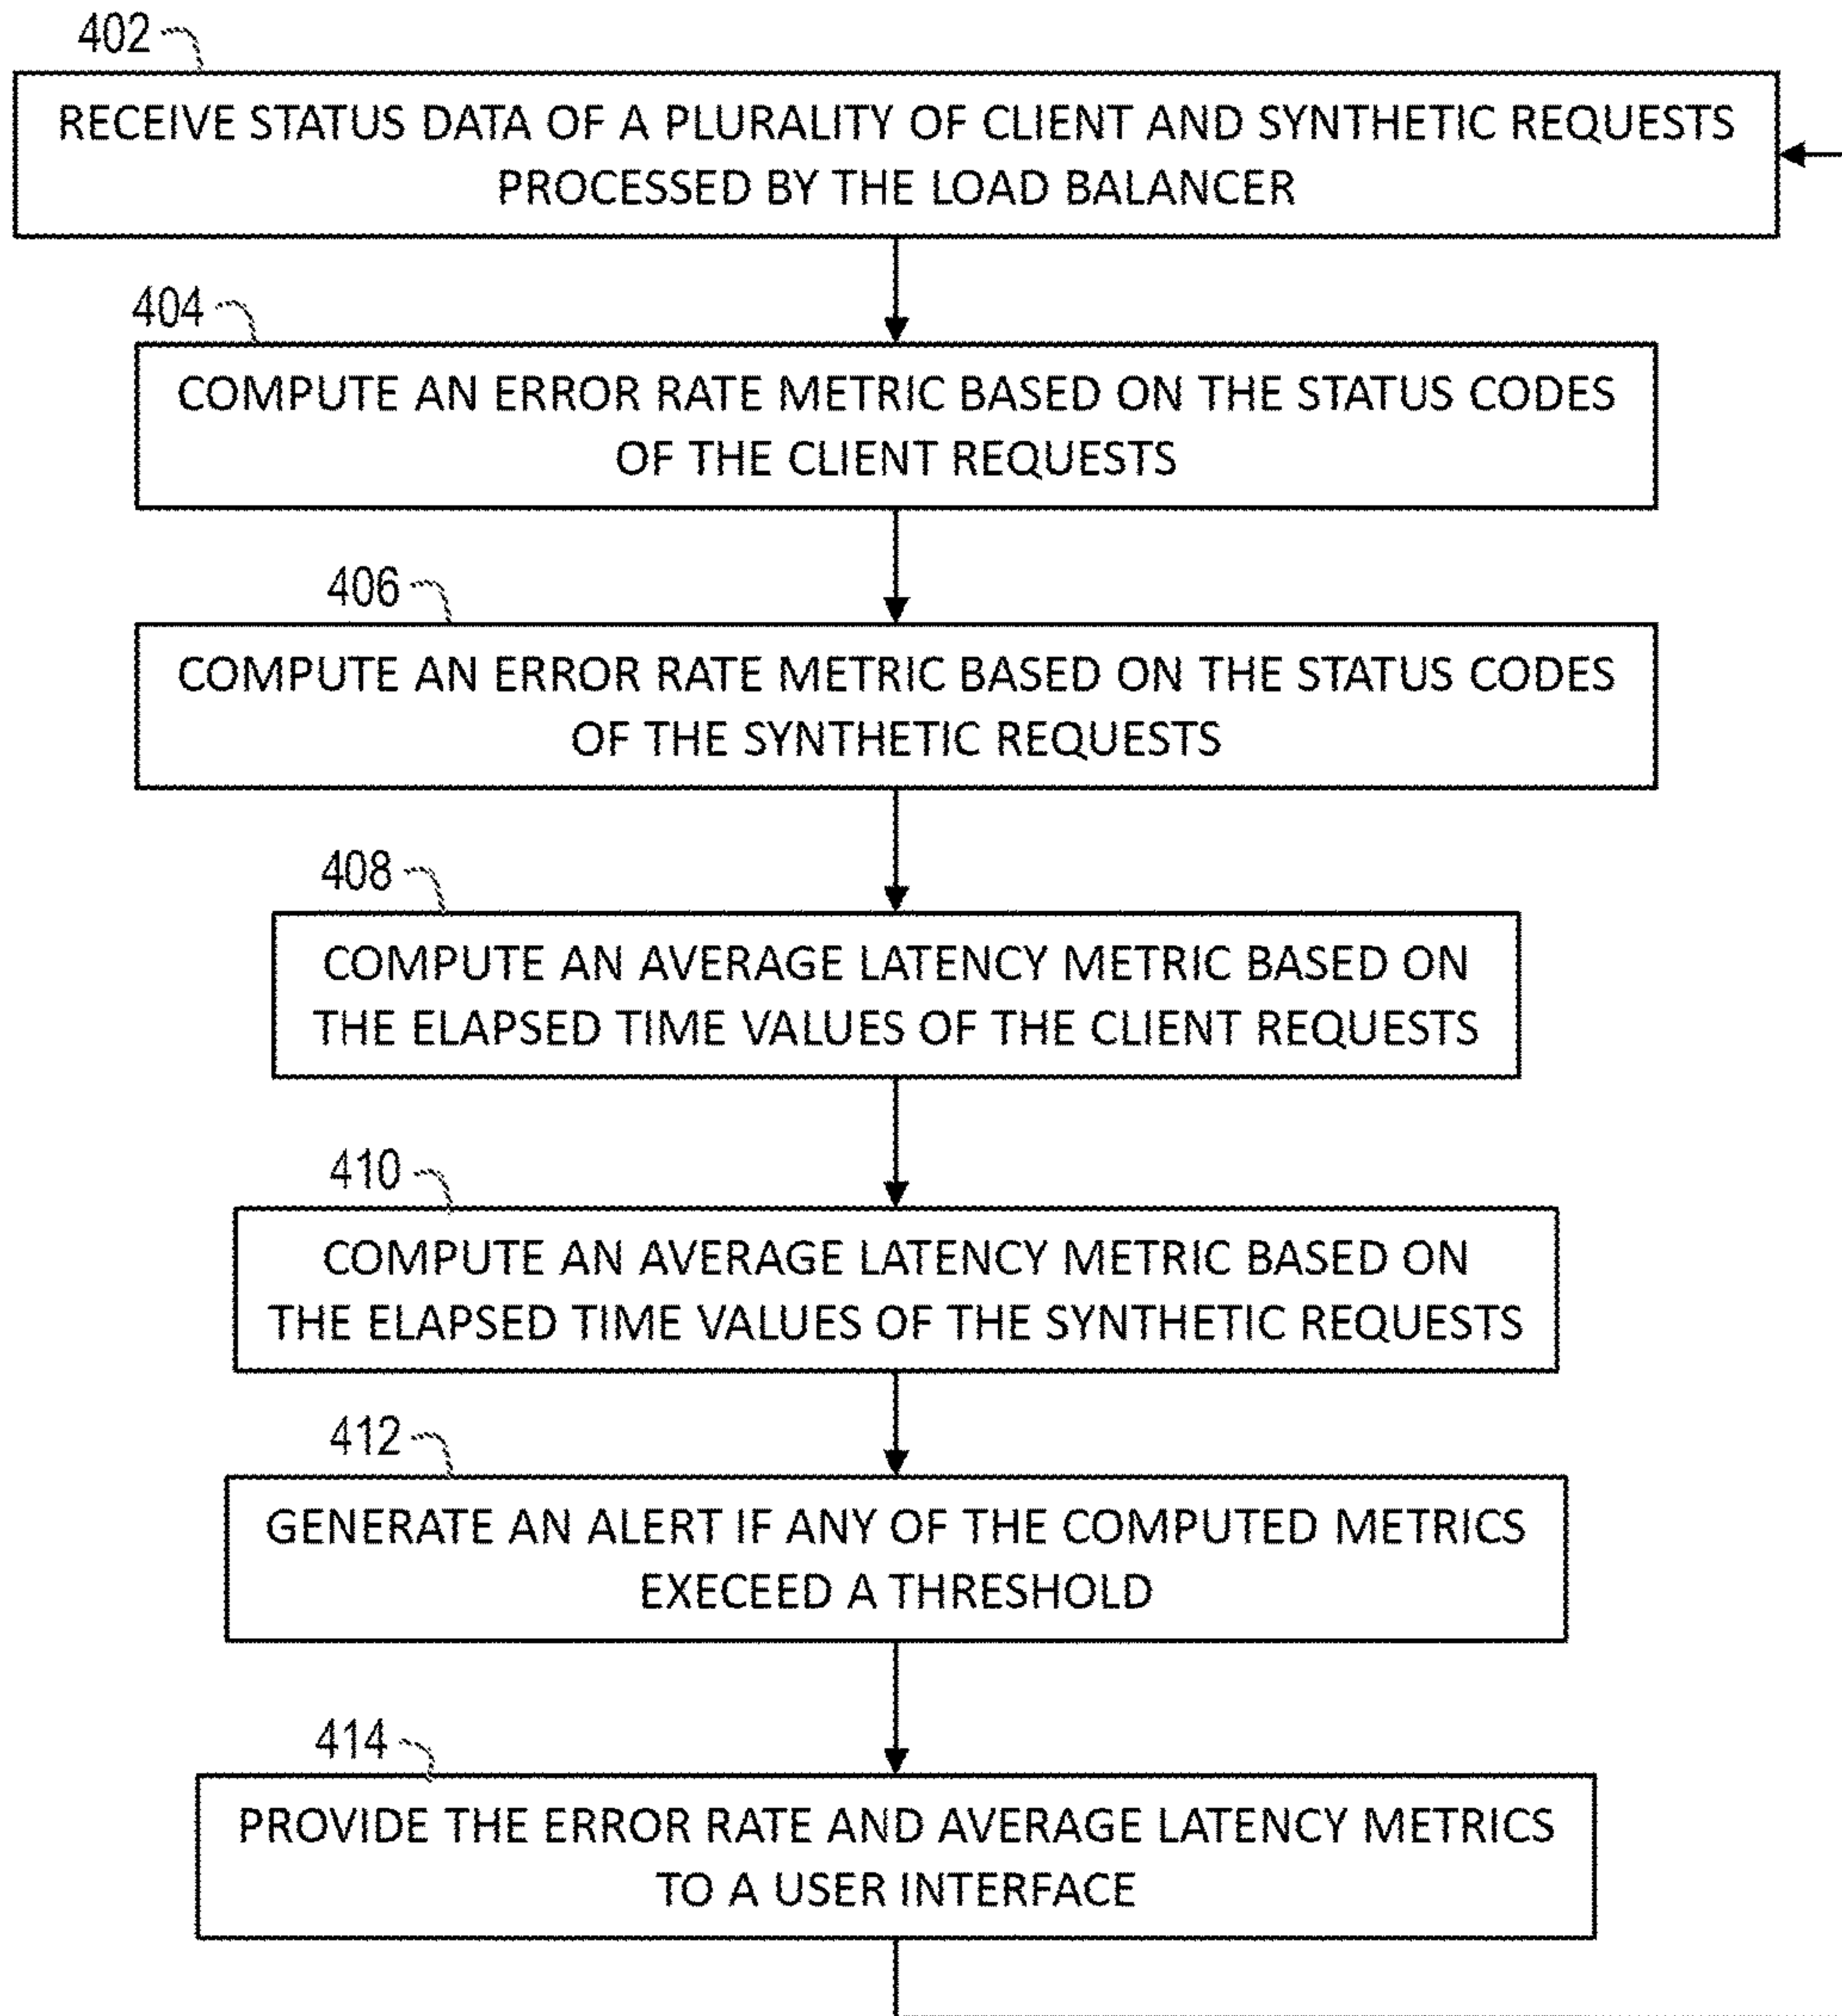 402
RECEIVE STATUS DATA OF A PLURALITY OF CLIENT AND SYNTHETIC REQUESTS
PROCESSED BY THE LOAD BALANCER
404
COMPUTE AN ERROR RATE METRIC BASED ON THE STATUS CODES
OF THE CLIENT REQUESTS
406
COMPUTE AN ERROR RATE METRIC BASED ON THE STATUS CODES
OF THE SYNTHETIC REQUESTS
408
COMPUTE AN AVERAGE LATENCY METRIC BASED ON
THE ELAPSED TIME VALUES OF THE CLIENT REQUESTS
410
COMPUTE AN AVERAGE LATENCY METRIC BASED ON
THE ELAPSED TIME VALUES OF THE SYNTHETIC REQUESTS
412
GENERATE AN ALERT IF ANY OF THE COMPUTED METRICS
EXECEED A THRESHOLD
414
PROVIDE THE ERROR RATE AND AVERAGE LATENCY METRICS
TO A USER INTERFACE